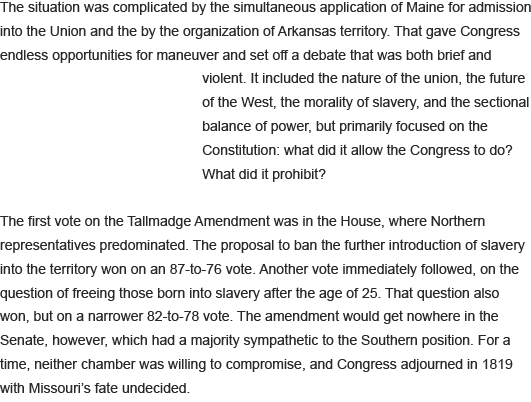 The situation was complicated by the simultaneous application of Maine for admission
into the Union and the by the organization of Arkansas territory. That gave Congress
endless opportunities for maneuver and set off a debate that was both brief and
violent. It included the nature of the union, the future
of the West, the morality of slavery, and the sectional
balance of power, but primarily focused on the
Constitution: what did it allow the Congress to do?
What did it prohibit?
The first vote on the Tallmadge Amendment was in the House, where Northern
representatives predominated. The proposal to ban the further introduction of slavery
into the territory won on an 87-to-76 vote. Another vote immediately followed, on the
question of freeing those born into slavery after the age of 25. That question also
won, but on a narrower 82-to-78 vote. The amendment would get nowhere in the
Senate, however, which had a majority sympathetic to the Southern position. For a
time, neither chamber was willing to compromise, and Congress adjourned in 1819
with Missouri's fate undecided.